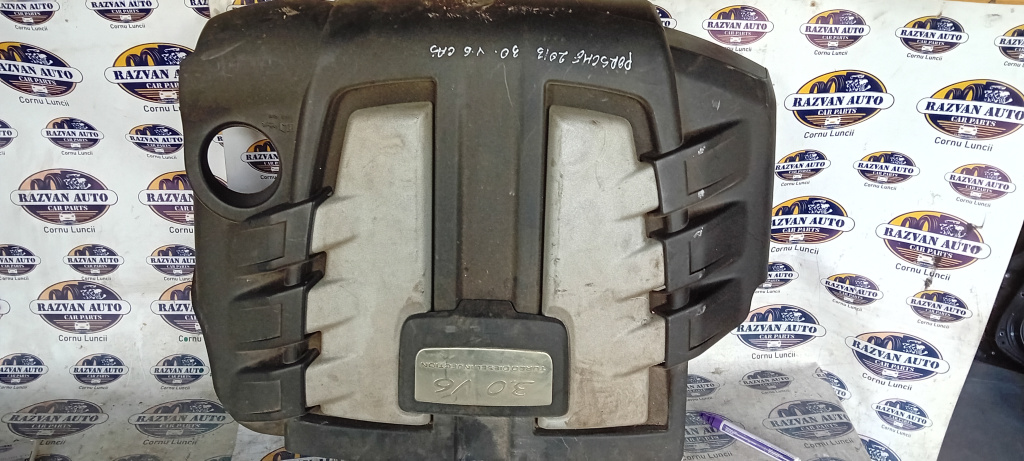 PORSCHE 2013 3.0. V6 CAS
3.0 V6
RAZVAN AUTO
CAR PARTS
Cornu Luncii